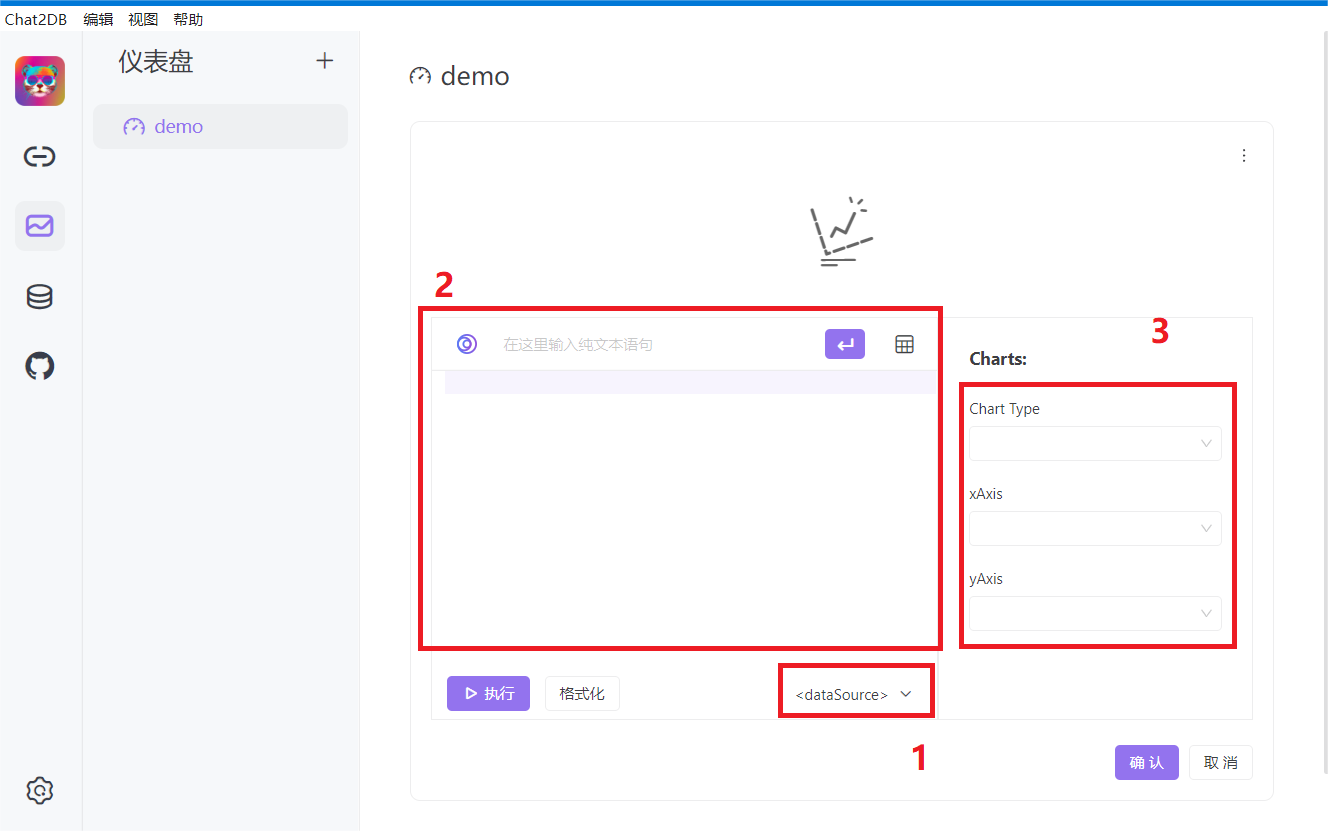 Chat2DB 编辑 视图 帮助
仪表盘 +
demo
demo
2
在这里输入纯文本语句
3
Charts:
Chart Type
xAxis
yAxis
执行 格式化 <dataSource>
1
确 认 取 消